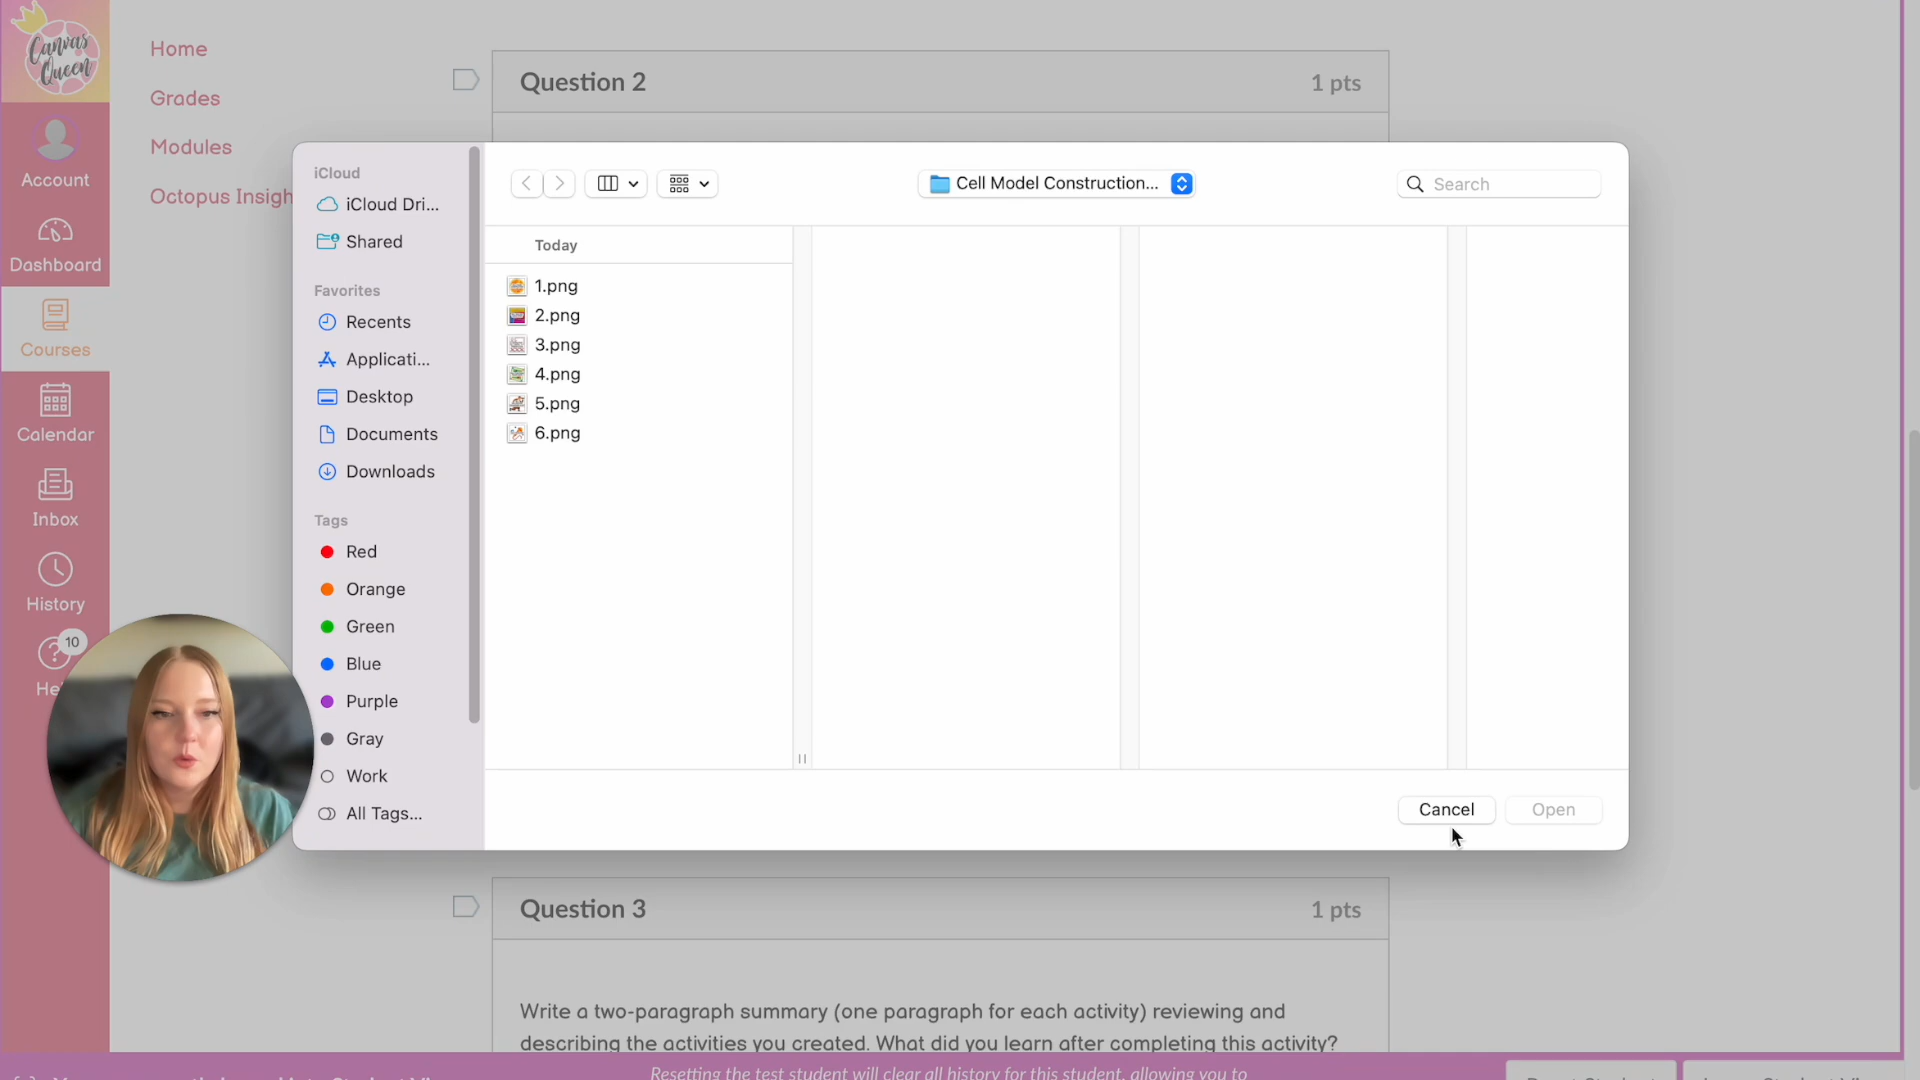 Canvas
Queen
Account
Dashboard
Courses
Calendar
Inbox
History
10
Home
Grades
Modules
Octopus Insigh
Question 2
1 pts
iCloud
iCloud Dri...
Shared
Favorites
Recents
Applicati...
Desktop
Documents
Downloads
Tags
Red
Orange
Green
Blue
Purple
Gray
Work
All Tags...
Cell Model Construction...
Search
Today
1.png
2.png
3.png
4.png
5.png
6.png
Cancel
Open
Question 3
1 pts
Write a two-paragraph summary (one paragraph for each activity) reviewing and
describing the activities you created. What did you learn after completing this activity?
Resetting the test student will clear all history for this student, allowing you to